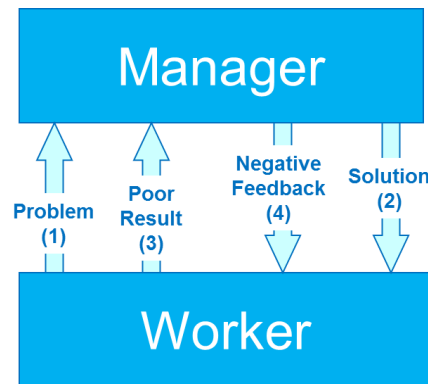 Manager
Problem
(1)
Poor
Result
(3)
Negative
Feedback
(4)
Solution
(2)
Worker